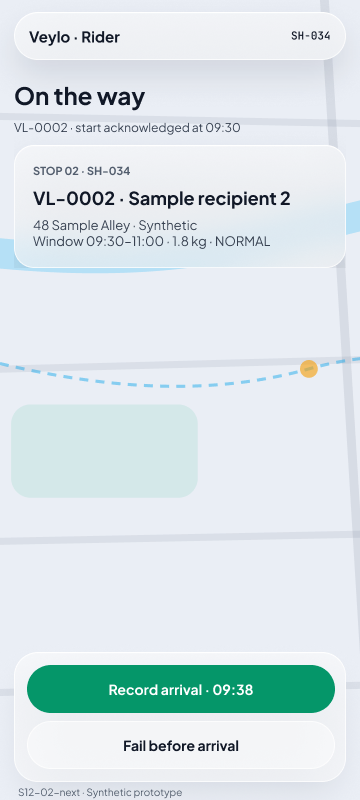 Veylo · Rider
SH-034
On the way
VL-0002 · start acknowledged at 09:30
STOP 02 · SH-034
VL-0002 · Sample recipient 2
48 Sample Alley · Synthetic
Window 09:30–11:00 · 1.8 kg · NORMAL
Record arrival · 09:38
Fail before arrival
S12-02-next · Synthetic prototype